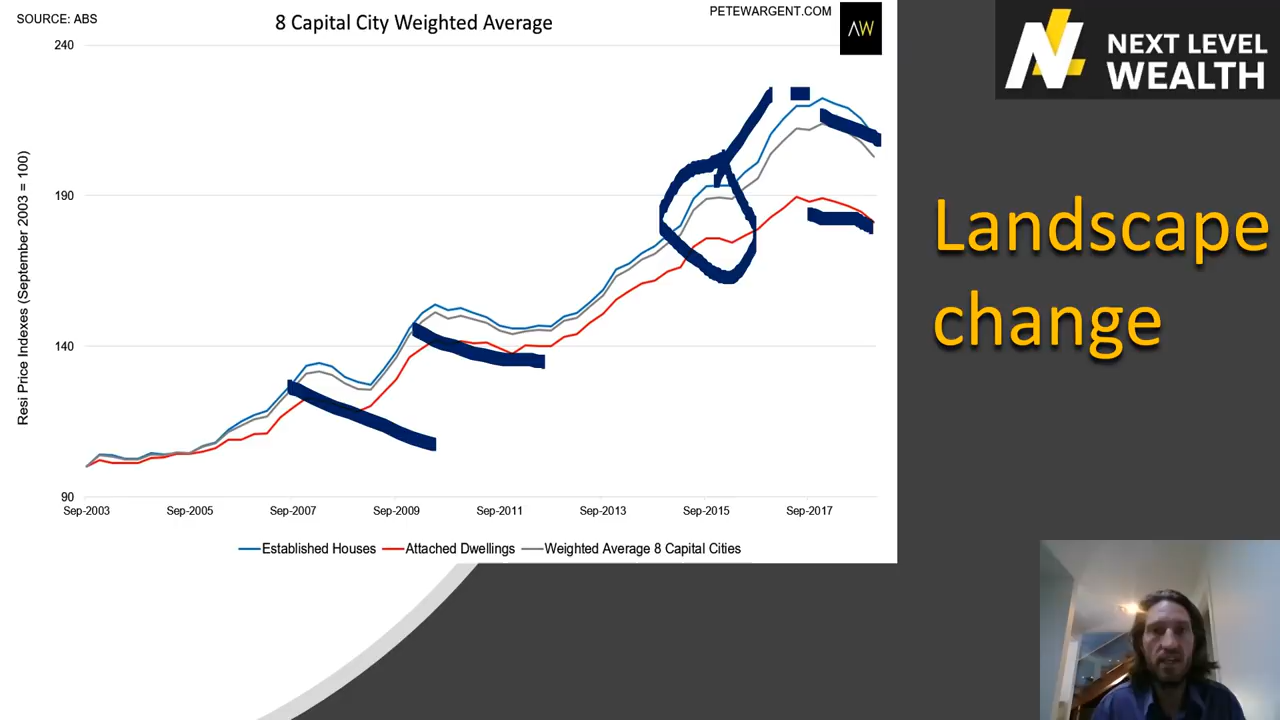 SOURCE: ABS
8 Capital City Weighted Average
PETEWARGENT.COM
AW
NEXT LEVEL
WEALTH
Landscape
change
Resi Price Indexes (September 2003 = 100)
240
190
140
90
Sep-2003 Sep-2005 Sep-2007 Sep-2009 Sep-2011 Sep-2013 Sep-2015 Sep-2017
Established Houses Attached Dwellings Weighted Average 8 Capital Cities